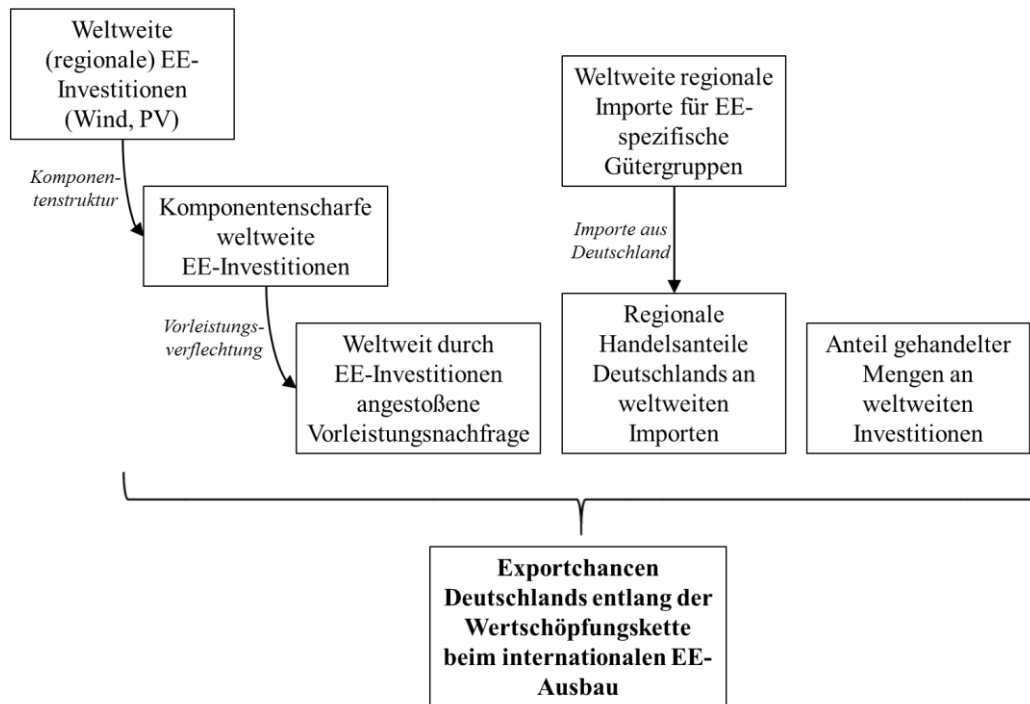 Weltweite
(regionale) EE-
Investitionen
(Wind, PV)
Komponen-
tenstruktur
Komponentenscharfe
weltweite
EE-Investitionen
Vorleistungs-
verflechtung
Weltweit durch
EE-Investitionen
angestoßene
Vorleistungsnachfrage
Weltweite regionale
Importe für EE-
spezifische
Gütergruppen
Importe aus
Deutschland
Regionale
Handelsanteile
Deutschlands an
weltweiten
Importen
Anteil gehandelter
Mengen an
weltweiten
Investitionen
Exportchancen
Deutschlands entlang der
Wertschöpfungskette
beim internationalen EE-
Ausbau